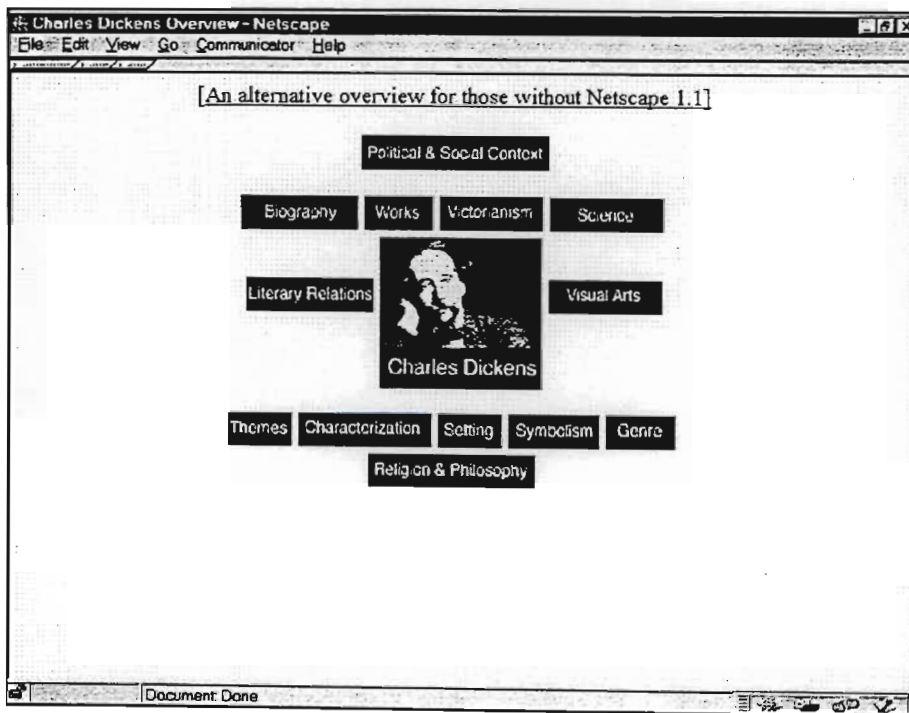 Charles Dickens Overview - Netscape
File Edit View Go Communicator Help
[An alternative overview for those without Netscape 1.1]
Political & Social Context
Biography Works Victorianism Science
Literary Relations Visual Arts
Charles Dickens
Themes Characterization Setting Symbolism Genre
Religion & Philosophy
Document: Done